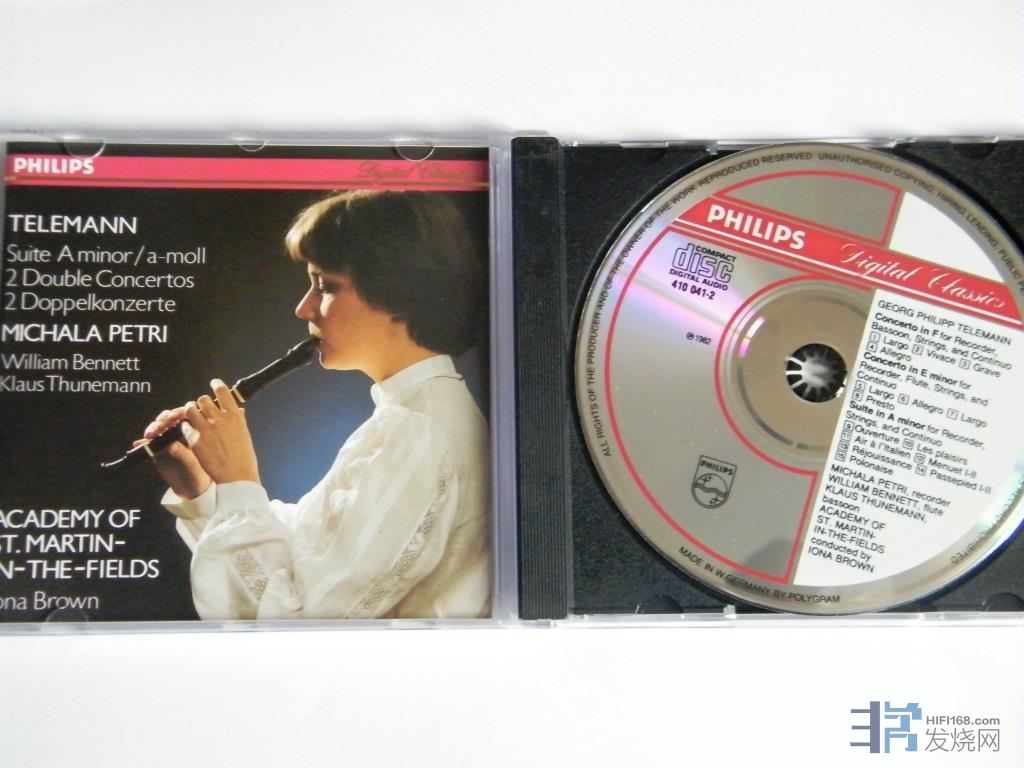 PHILIPS
Digital Classics
TELEMANN
Suite A minor/a-moll
2 Double Concertos
2 Doppelkonzerte
MICHALA PETRI
William Bennett
Klaus Thunemann
ACADEMY OF
ST. MARTIN-
IN-THE-FIELDS
Iona Brown
ALL RIGHTS OF THE PRODUCER AND OF THE OWNER OF THE WORK REPRODUCED RESERVED UNAUTHORISED COPYING, HIRING, LENDING, PUBLIC
PHILIPS
Digital Classics
COMPACT
disc
DIGITAL AUDIO
410 041-2
℗ 1982
GEORG PHILIPP TELEMANN
Concerto in F for Recorder,
Bassoon, Strings, and Continuo
1 Largo 2 Vivace 3 Grave
4 Allegro
Concerto in E minor for
Recorder, Flute, Strings, and
Continuo
5 Largo 6 Allegro 7 Largo
8 Presto
Suite in A minor for Recorder,
Strings, and Continuo
9 Ouverture 10 Les plaisirs
11 Air à l'Italien 12 Menuet I-II
13 Réjouissance 14 Passepied I-II
15 Polonaise
MICHALA PETRI, recorder
WILLIAM BENNETT, flute
KLAUS THUNEMANN,
bassoon
ACADEMY OF
ST. MARTIN-
IN-THE-FIELDS
conducted by
IONA BROWN
PHILIPS
MADE IN W. GERMANY BY POLYGRAM
HIFI168.com
发烧网